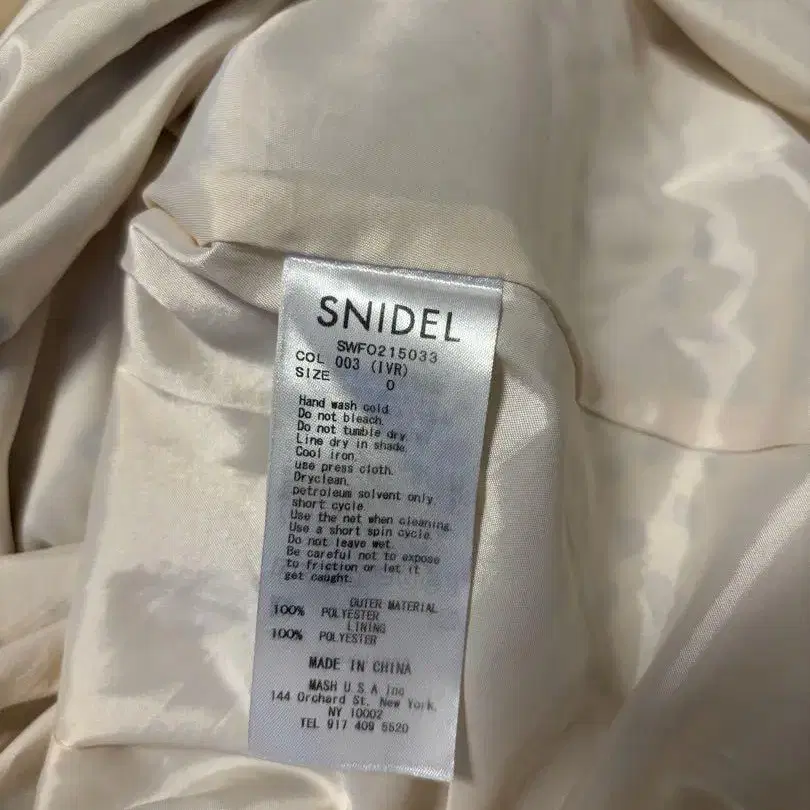 SNIDEL
SWFO215033
COL 003 (IVR)
SIZE 0
Hand wash cold.
Do not bleach.
Do not tumble dry.
Line dry in shade.
Cool iron.
use press cloth.
Dryclean.
petroleum solvent only.
short cycle.
Use the net when cleaning.
Use a short spin cycle.
Do not leave wet.
Be careful not to expose
to friction or let it
get caught.
OUTER MATERIAL
100% POLYESTER
LINING
100% POLYESTER
MADE IN CHINA
MASH U.S.A Inc
144 Orchard St. New York.
NY 10002
TEL 917 409 5520